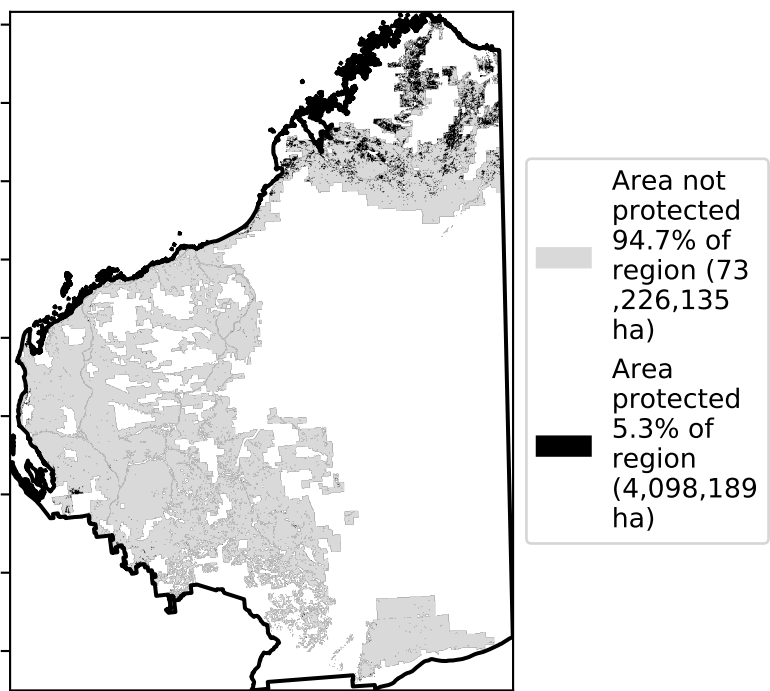 Area not
protected
94.7% of
region (73
,226,135
ha)
Area
protected
5.3% of
region
(4,098,189
ha)